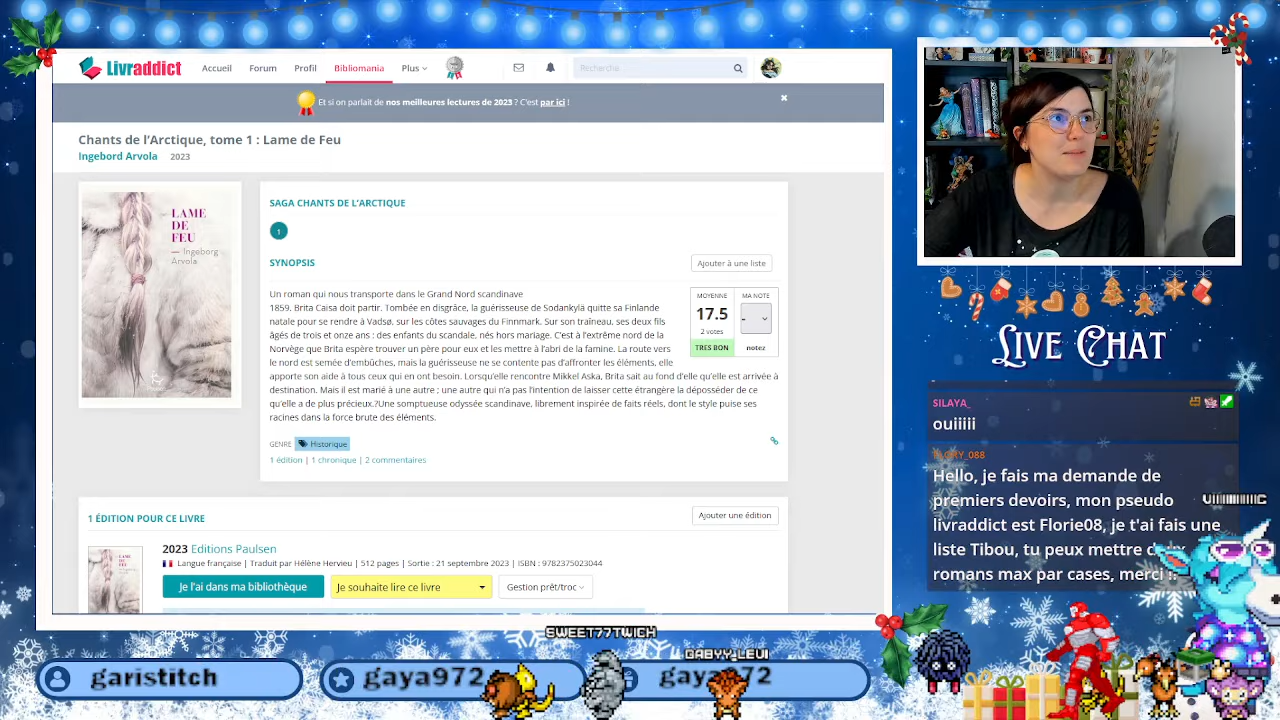 Livraddict
Accueil Forum Profil Bibliomania Plus
Recherche
Et si on parlait de nos meilleures lectures de 2023 ? C'est par ici !
Chants de l'Arctique, tome 1 : Lame de Feu
Ingebord Arvola 2023
LAME
DE
FEU
— Ingeborg
Arvola
SAGA CHANTS DE L'ARCTIQUE
1
SYNOPSIS
Ajouter à une liste
Un roman qui nous transporte dans le Grand Nord scandinave
1859. Brita Caisa doit partir. Tombée en disgrâce, la guérisseuse de Sodankylä quitte sa Finlande
natale pour se rendre à Vadsø, sur les côtes sauvages du Finnmark. Sur son traîneau, ses deux fils
âgés de trois et onze-ans : des enfants du scandale, nés hors mariage. C'est à l'extrême nord de la
Norvège que Brita espère trouver un père pour eux et les mettre à l'abri de la famine. La route vers
le nord est semée d'embûches, mais la guérisseuse ne se contente pas d'affronter les éléments, elle
apporte son aide à tous ceux qui en ont besoin. Lorsqu'elle rencontre Mikkel Aska, Brita sait au fond d'elle qu'elle est arrivée à
destination. Mais il est marié à une autre ; une autre qui n'a pas l'intention de laisser cette étrangère la déposséder de ce
qu'elle a de plus précieux.?Une somptueuse odyssée scandinave, librement inspirée de faits réels, dont le style puise ses
racines dans la force brute des éléments.
MOYENNE MA NOTE
17.5 -
2 votes
TRES BON notez
GENRE Historique
1 édition | 1 chronique | 2 commentaires
1 ÉDITION POUR CE LIVRE
Ajouter une édition
2023 Editions Paulsen
Langue française | Traduit par Hélène Hervieu | 512 pages | Sortie : 21 septembre 2023 | ISBN : 9782375023044
Je l'ai dans ma bibliothèque Je souhaite lire ce livre Gestion prêt/troc
LIVE CHAT
SILAYA_
ouiiiii
Hello, je fais ma demande de
premiers devoirs, mon pseudo
livraddict est Florie08, je t'ai fais une
liste Tibou, tu peux mettre
romans max par cases, merci !
SWEET77TWICH
GABYY_LEVI
garistitch
gaya972